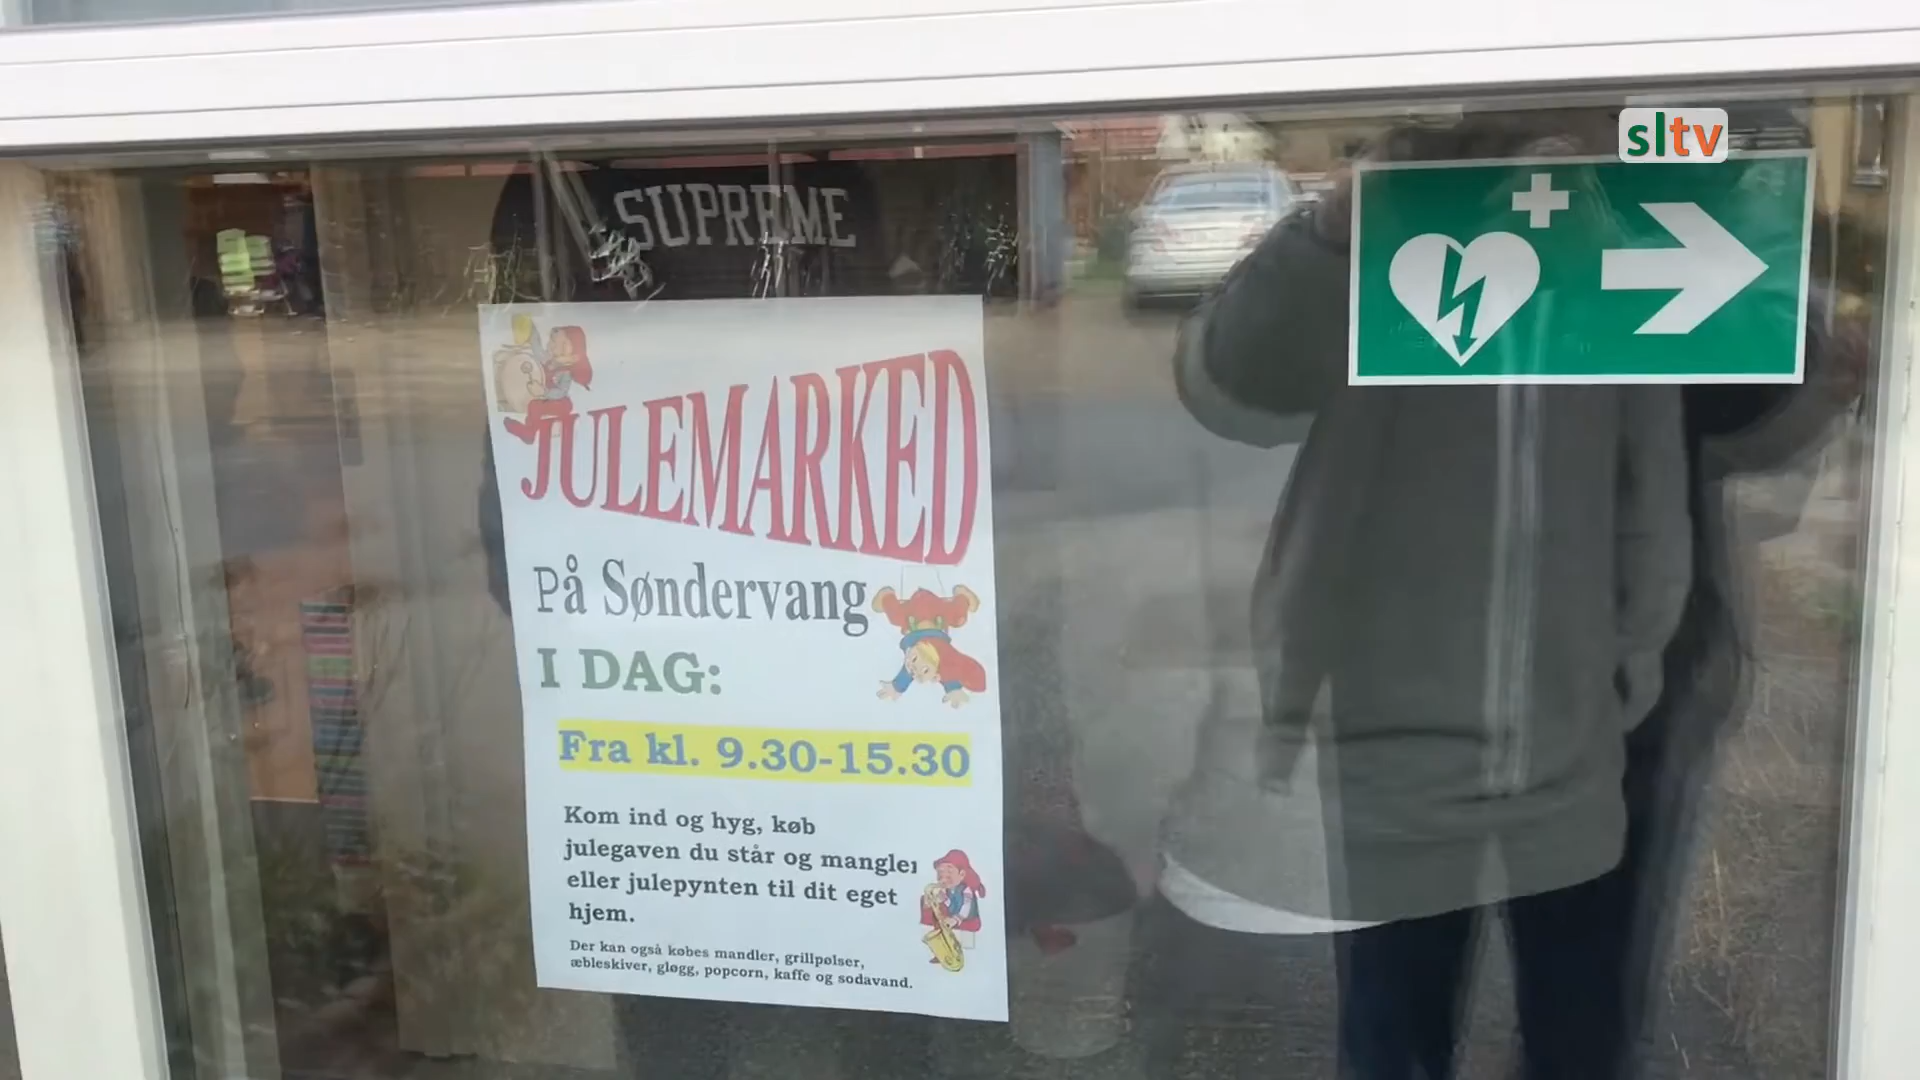 sltv
SUPREME
JULEMARKED
På Søndervang
I DAG:
Fra kl. 9.30-15.30
Kom ind og hyg, køb
julegaven du står og mangler
eller julepynten til dit eget
hjem.
Der kan også købes mandler, grillpølser,
æbleskiver, gløgg, popcorn, kaffe og sodavand.